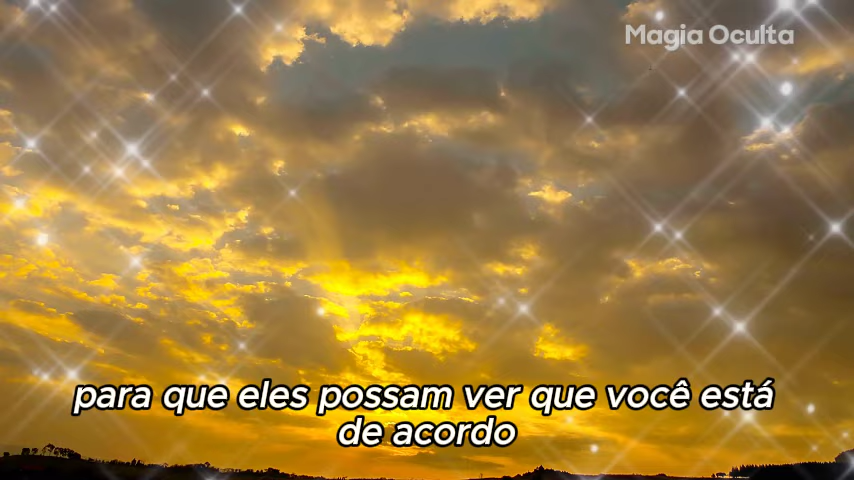 Magia Oculta
para que eles possam ver que você está
de acordo